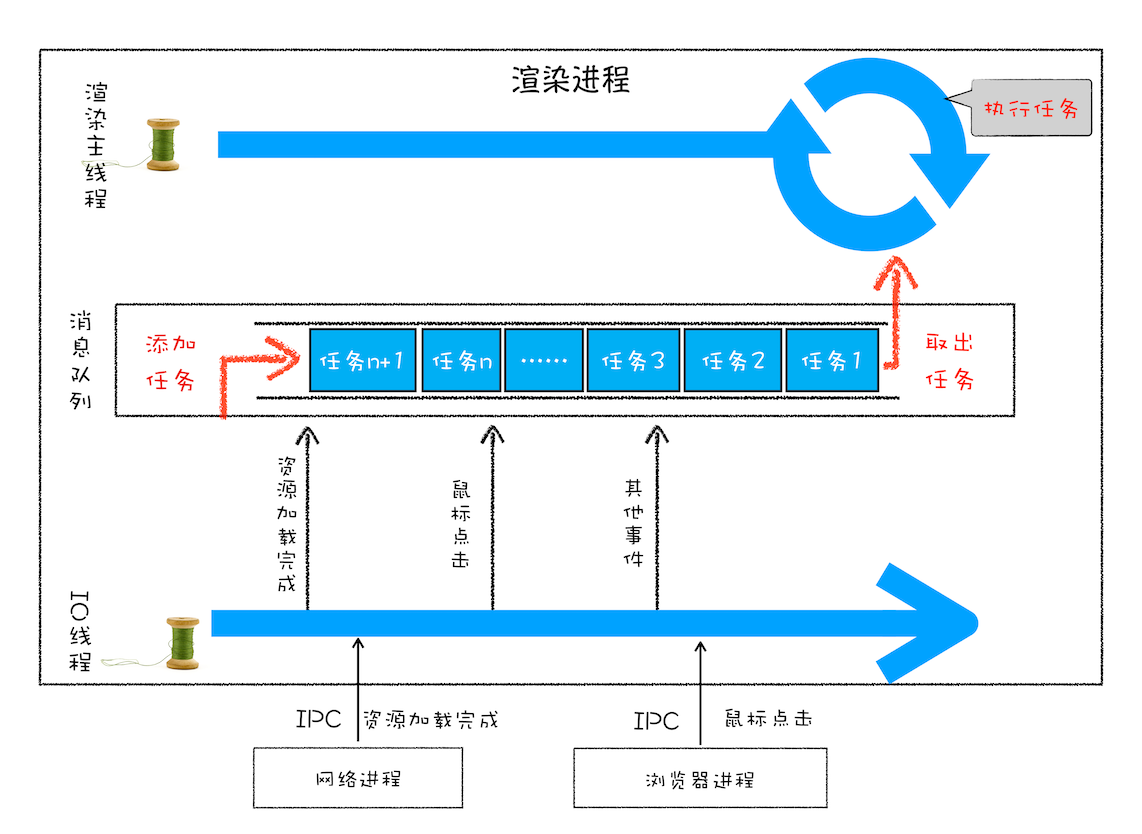 渲染进程
渲染主线程
执行任务
消息队列
添加
任务
任务n+1
任务n
……
任务3
任务2
任务1
取出
任务
资源加载完成
鼠标点击
其他事件
IO线程
IPC
资源加载完成
IPC
鼠标点击
网络进程
浏览器进程